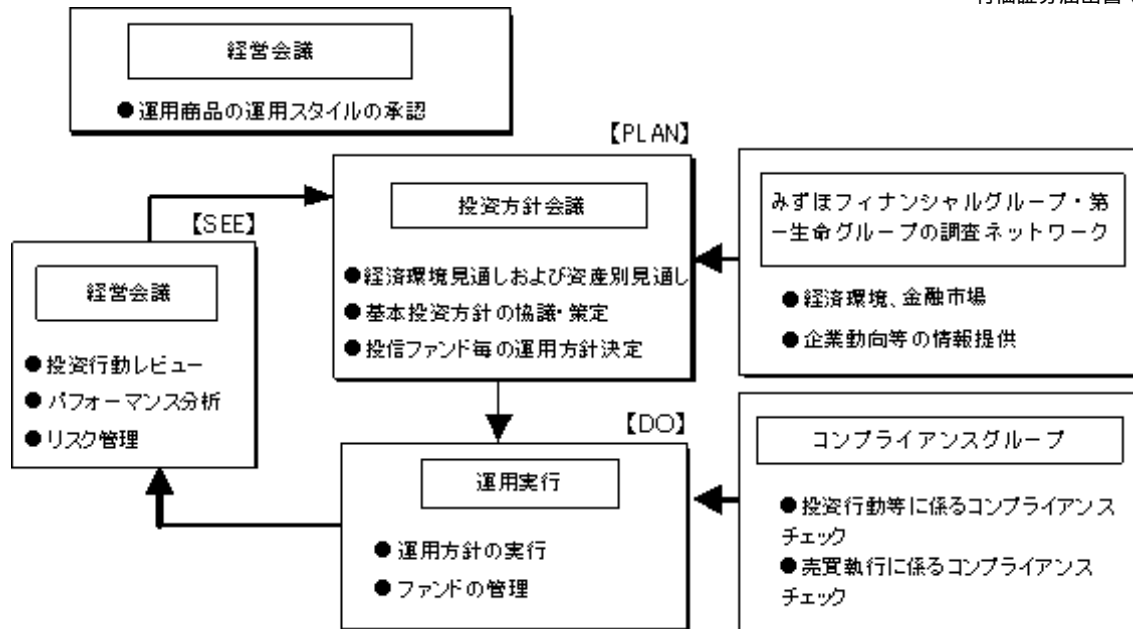 有価証券届出書
経営会議
●運用商品の運用スタイルの承認
【PLAN】
投資方針会議
●経済環境見通しおよび資産別見通し
●基本投資方針の協議・策定
●投信ファンド毎の運用方針決定
みずほフィナンシャルグループ・第
一生命グループの調査ネットワーク
●経済環境、金融市場
●企業動向等の情報提供
【SEE】
経営会議
●投資行動レビュー
●パフォーマンス分析
●リスク管理
【DO】
運用実行
●運用方針の実行
●ファンドの管理
コンプライアンスグループ
●投資行動等に係るコンプライアンス
チェック
●売買執行に係るコンプライアンス
チェック